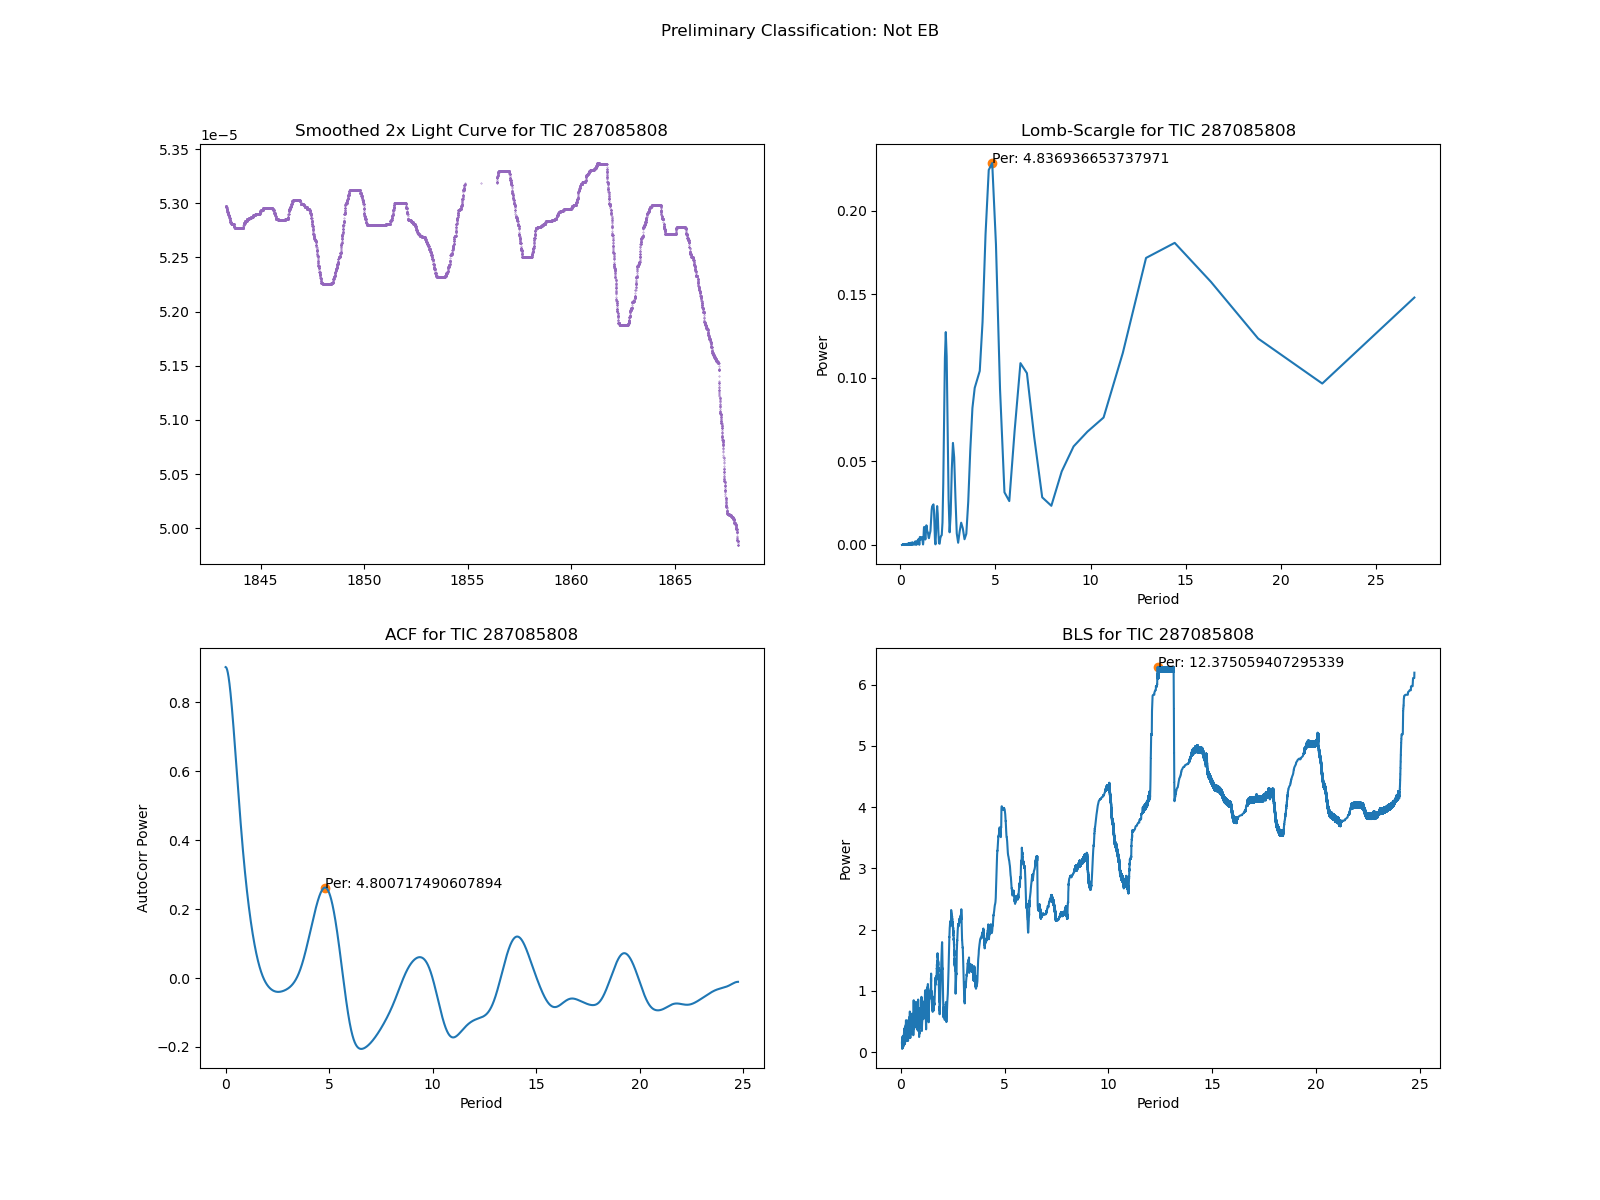 Preliminary Classification: Not EB
Smoothed 2x Light Curve for TIC 287085808
1e−5
5.35
5.30
5.25
5.20
5.15
5.10
5.05
5.00
1845 1850 1855 1860 1865
Lomb-Scargle for TIC 287085808
Per: 4.836936653737971
Power
0.20
0.15
0.10
0.05
0.00
0 5 10 15 20 25
Period
ACF for TIC 287085808
Per: 4.800717490607894
AutoCorr Power
0.8
0.6
0.4
0.2
0.0
−0.2
0 5 10 15 20 25
Period
BLS for TIC 287085808
Per: 12.375059407295339
Power
6
5
4
3
2
1
0
0 5 10 15 20 25
Period